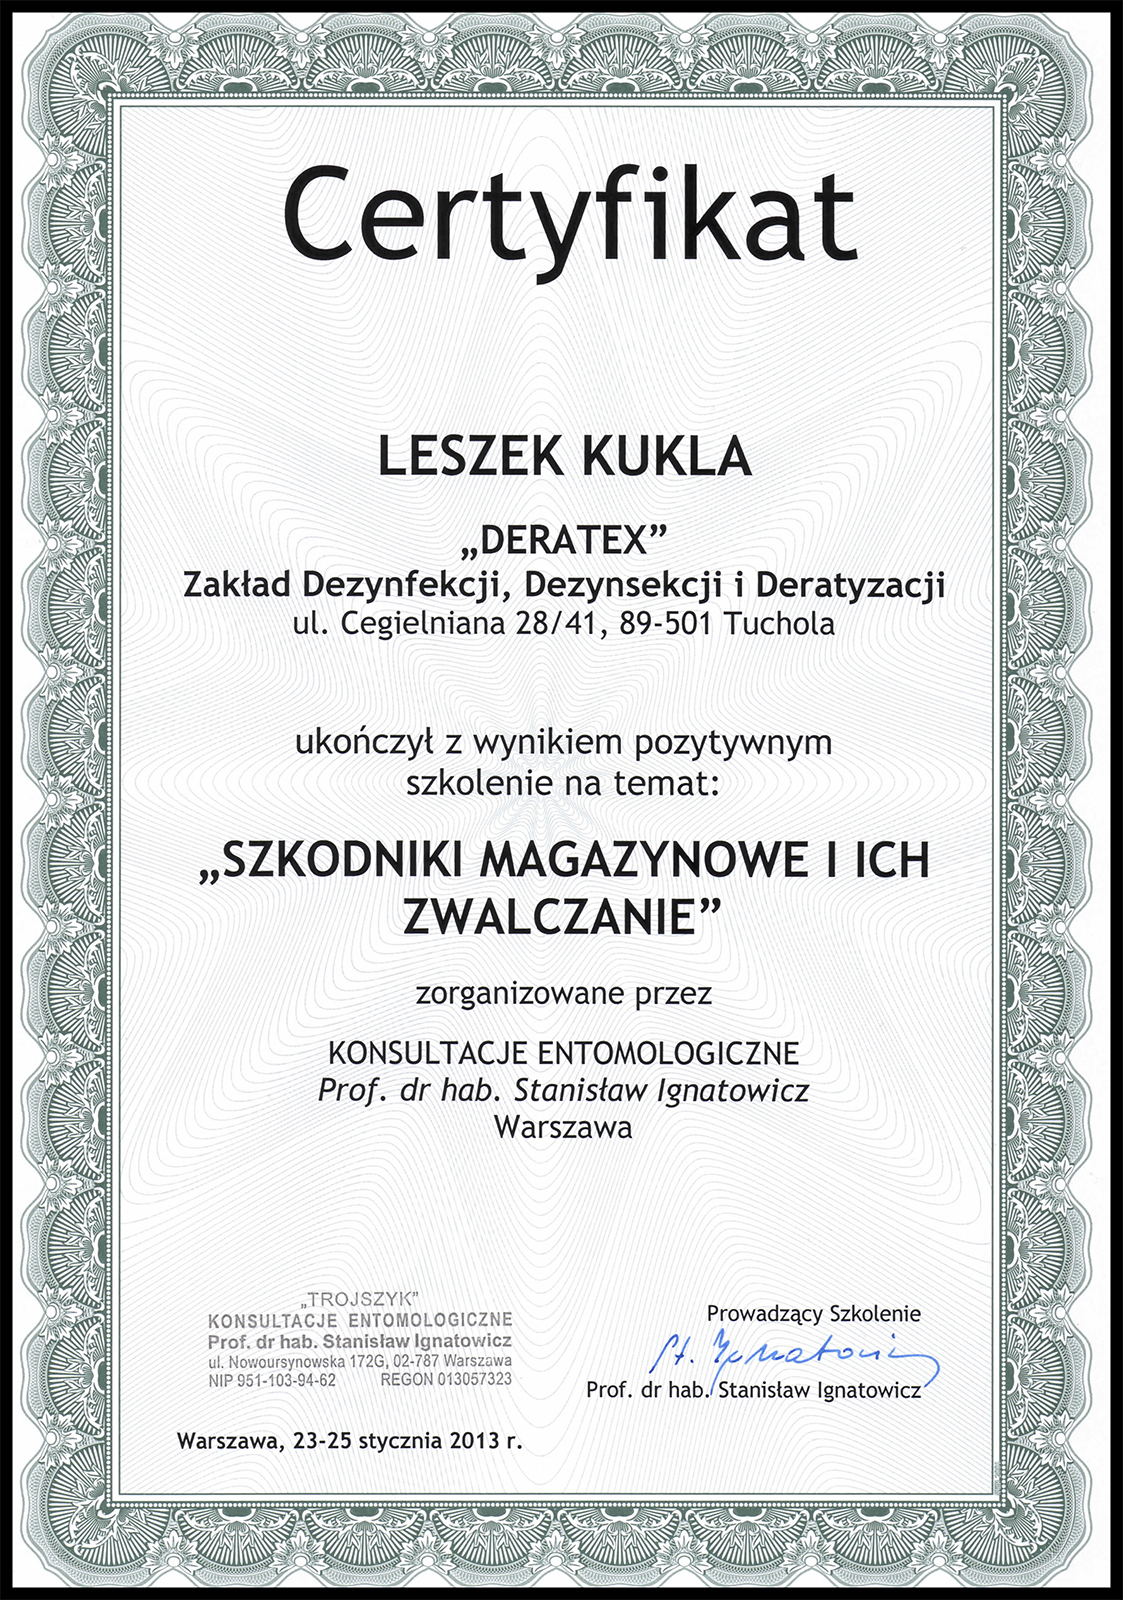 Certyfikat
LESZEK KUKLA
„DERATEX”
Zakład Dezynfekcji, Dezynsekcji i Deratyzacji
ul. Cegielniana 28/41, 89-501 Tuchola
ukończył z wynikiem pozytywnym
szkolenie na temat:
„SZKODNIKI MAGAZYNOWE I ICH
ZWALCZANIE”
zorganizowane przez
KONSULTACJE ENTOMOLOGICZNE
Prof. dr hab. Stanisław Ignatowicz
Warszawa
„TROJSZYK”
KONSULTACJE ENTOMOLOGICZNE
Prof. dr hab. Stanisław Ignatowicz
ul. Nowoursynowska 172G, 02-787 Warszawa
NIP 951-103-94-62 REGON 013057323
Prowadzący Szkolenie
St. Ignatowicz
Prof. dr hab. Stanisław Ignatowicz
Warszawa, 23-25 stycznia 2013 r.